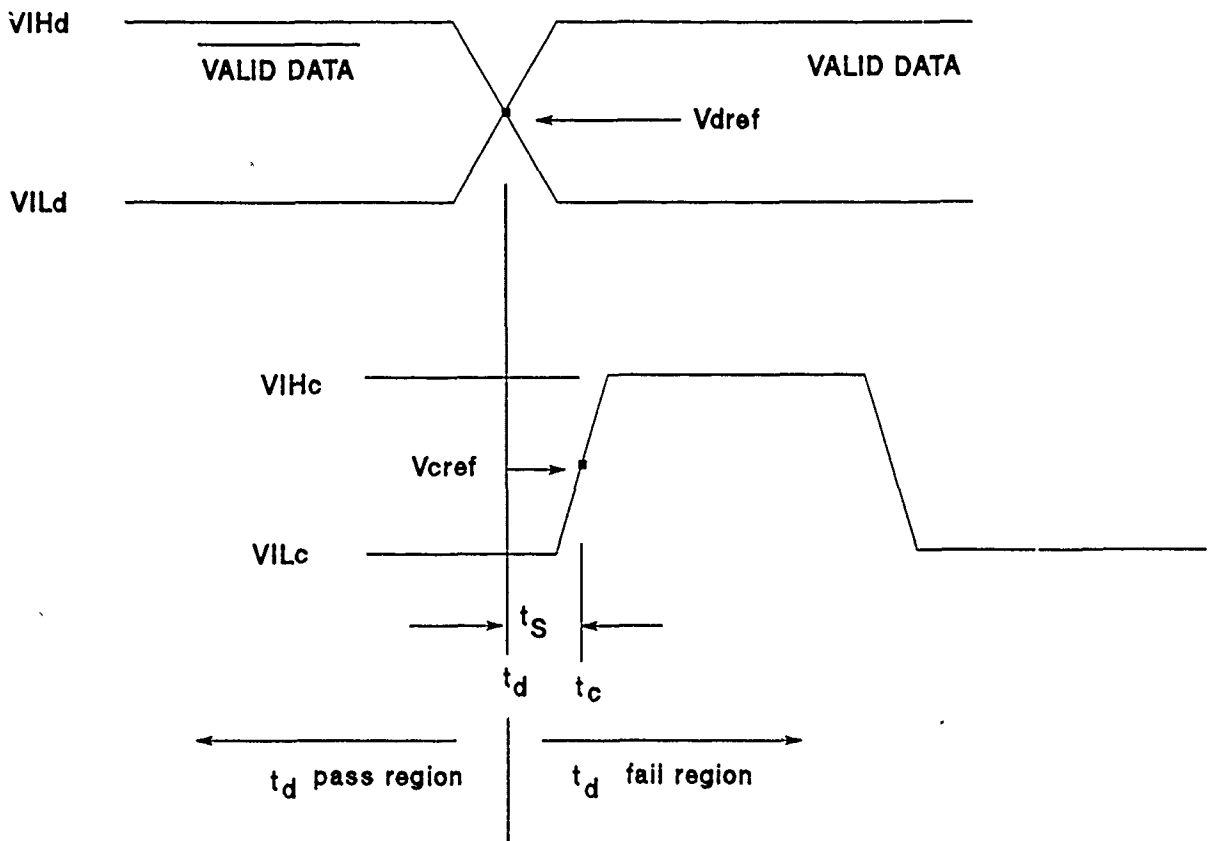 VIHd
VALID DATA
VALID DATA
Vdref
VILd
VIHc
Vcref
VILc
tS
td
tc
td pass region
td fail region